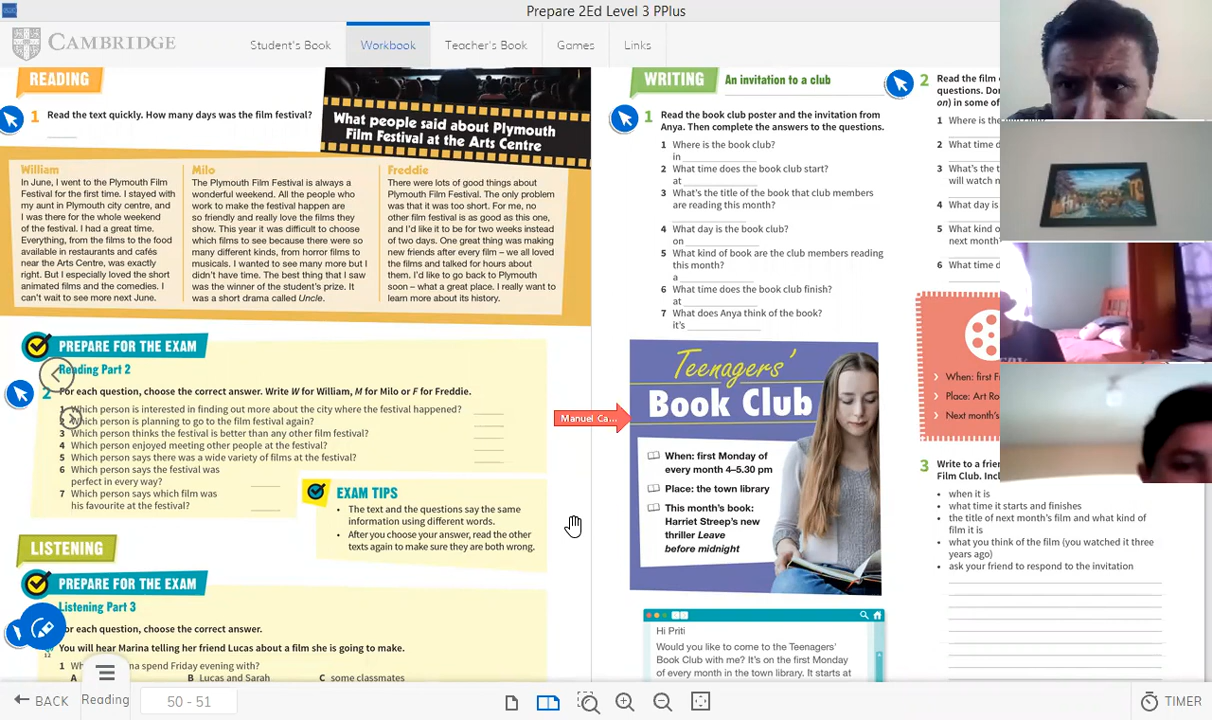 Prepare 2Ed Level 3 PPlus
CAMBRIDGE
Student's Book
Workbook
Teacher's Book
Games
Links
READING
1 Read the text quickly. How many days was the film festival?
What people said about Plymouth
Film Festival at the Arts Centre
William
In June, I went to the Plymouth Film
Festival for the first time. I stayed with
my aunt in Plymouth city centre, and
I was there for the whole weekend
of the festival. I had a great time.
Everything, from the films to the food
available in restaurants and cafés
near the Arts Centre, was exactly
right. But I especially loved the short
animated films and the comedies. I
can't wait to see more next June.
Milo
The Plymouth Film Festival is always a
wonderful weekend. All the people who
work to make the festival happen are
so friendly and really love the films they
show. This year it was difficult to choose
which films to see because there were so
many different kinds, from horror films to
musicals. I wanted to see many more but I
didn't have time. The best thing that I saw
was the winner of the student's prize. It
was a short drama called Uncle.
Freddie
There were lots of good things about
Plymouth Film Festival. The only problem
was that it was too short. For me, no
other film festival is as good as this one,
and I'd like it to be for two weeks instead
of two days. One great thing was making
new friends after every film – we all loved
the films and talked for hours about
them. I'd like to go back to Plymouth
soon – what a great place. I really want to
learn more about its history.
PREPARE FOR THE EXAM
Reading Part 2
2 For each question, choose the correct answer. Write W for William, M for Milo or F for Freddie.
Which person is interested in finding out more about the city where the festival happened?
Which person is planning to go to the film festival again?
3 Which person thinks the festival is better than any other film festival?
4 Which person enjoyed meeting other people at the festival?
5 Which person says there was a wide variety of films at the festival?
6 Which person says the festival was
perfect in every way?
7 Which person says which film was
his favourite at the festival?
EXAM TIPS
• The text and the questions say the same
information using different words.
• After you choose your answer, read the other
texts again to make sure they are both wrong.
LISTENING
PREPARE FOR THE EXAM
Listening Part 3
For each question, choose the correct answer.
You will hear Marina telling her friend Lucas about a film she is going to make.
1 spend Friday evening with?
A
B Lucas and Sarah
C some classmates
WRITING
An invitation to a club
1 Read the book club poster and the invitation from
Anya. Then complete the answers to the questions.
1 Where is the book club?
in
2 What time does the book club start?
at
3 What's the title of the book that club members
are reading this month?
4 What day is the book club?
on
5 What kind of book are the club members reading
this month?
a
6 What time does the book club finish?
at
7 What does Anya think of the book?
it's
Manuel Ca...
Teenagers'
Book Club
When: first Monday of
every month 4–5.30 pm
Place: the town library
This month's book:
Harriet Streep's new
thriller Leave
before midnight
Hi Priti
Would you like to come to the Teenagers'
Book Club with me? It's on the first Monday
of every month in the town library. It starts at
2 Read the film
questions. Do
on) in some of
1 Where is the
2 What time d
3 What's the t
will watch n
4 What day is
5 What kind o
next month
6 What time d
When: first F
Place: Art Ro
Next month's
3 Write to a frie
Film Club. Incl
• when it is
• what time it starts and finishes
• the title of next month's film and what kind of
film it is
• what you think of the film (you watched it three
years ago)
• ask your friend to respond to the invitation
BACK
Reading
50 - 51
TIMER